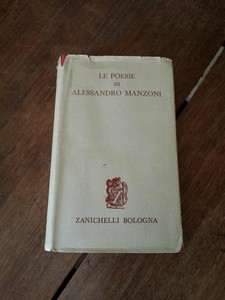 LE POESIE
DI
ALESSANDRO MANZONI
ZANICHELLI BOLOGNA